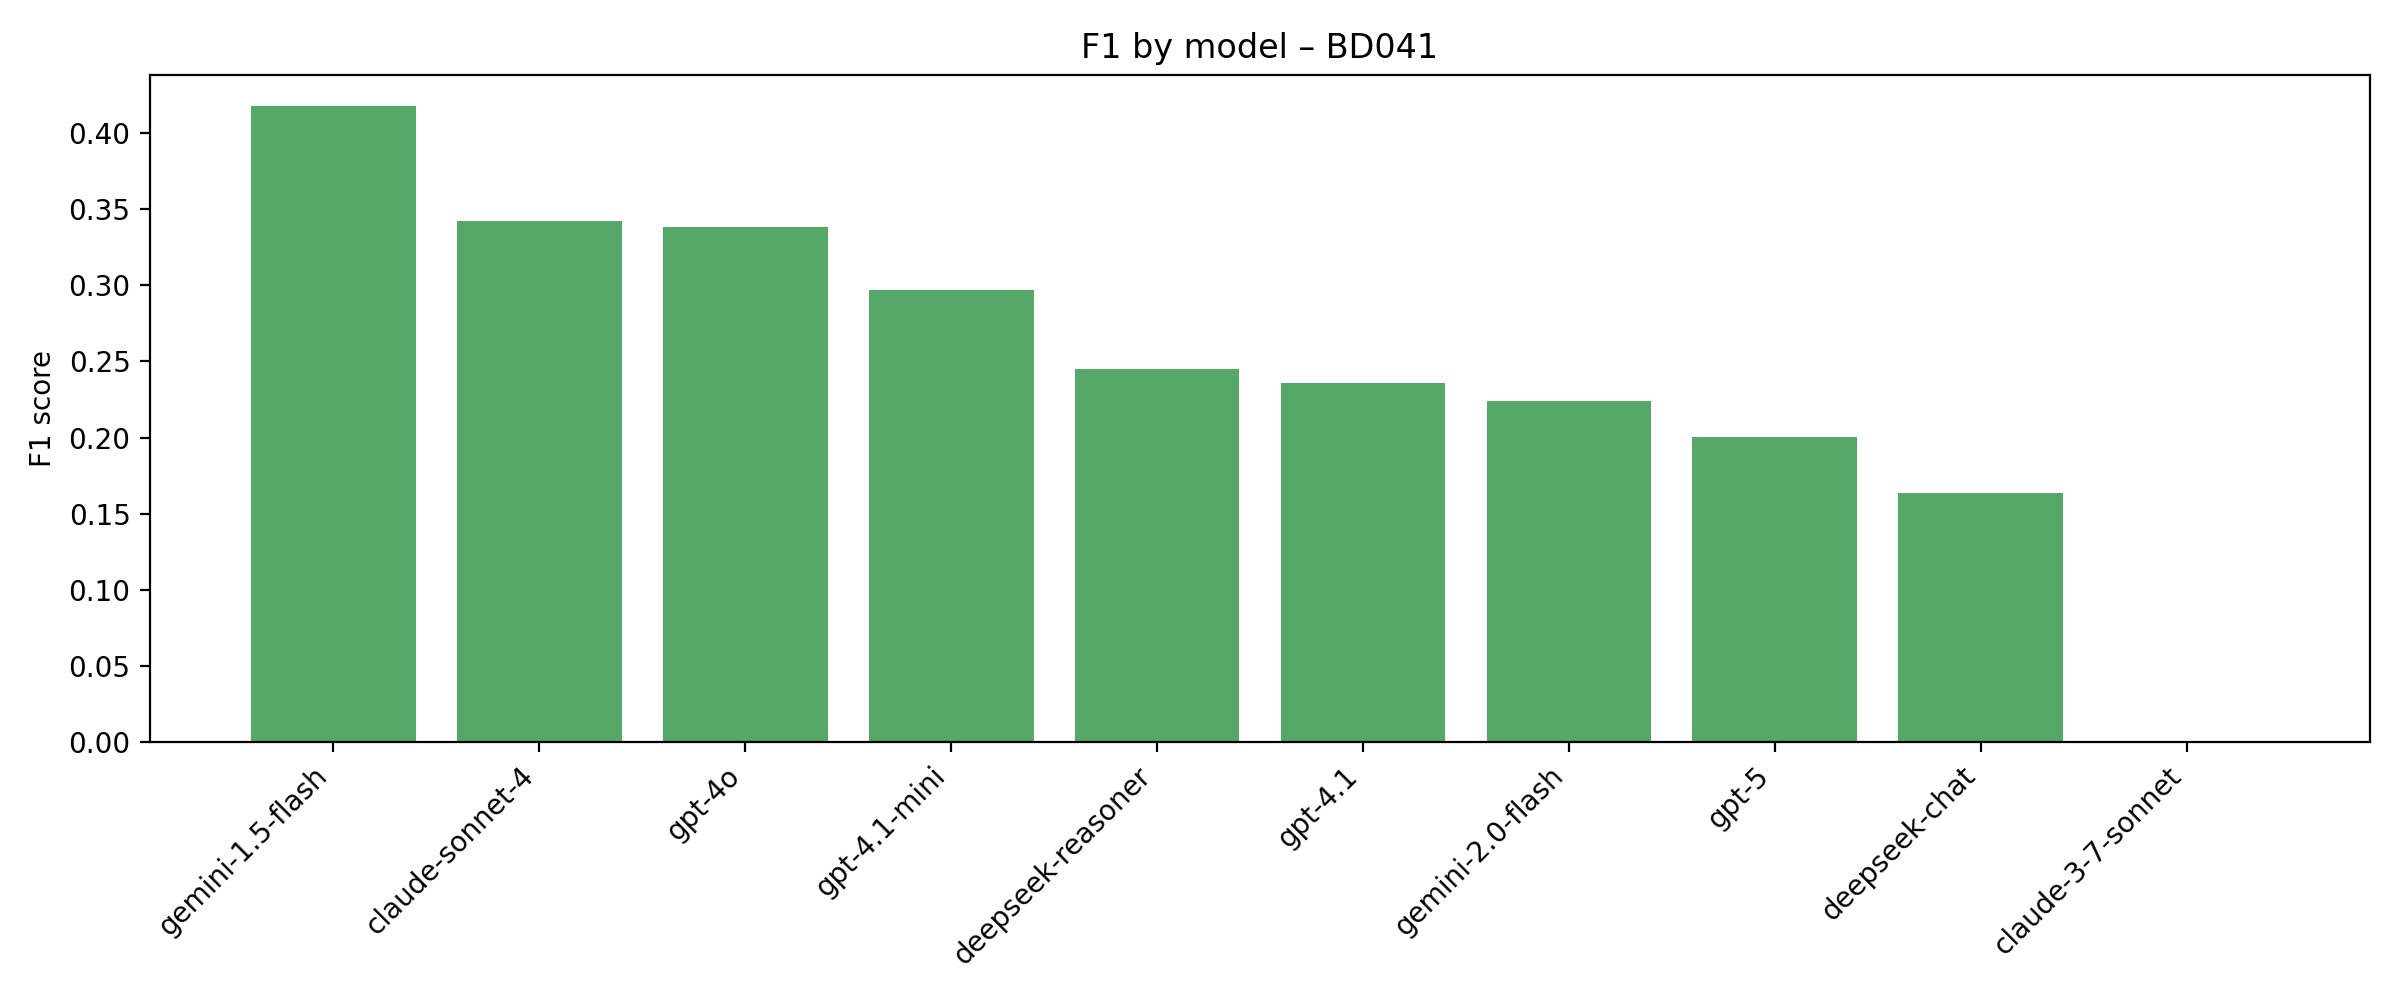 F1 by model – BD041
F1 score
0.40
0.35
0.30
0.25
0.20
0.15
0.10
0.05
0.00
gemini-1.5-flash
claude-sonnet-4
gpt-4o
gpt-4.1-mini
deepseek-reasoner
gpt-4.1
gemini-2.0-flash
gpt-5
deepseek-chat
claude-3-7-sonnet